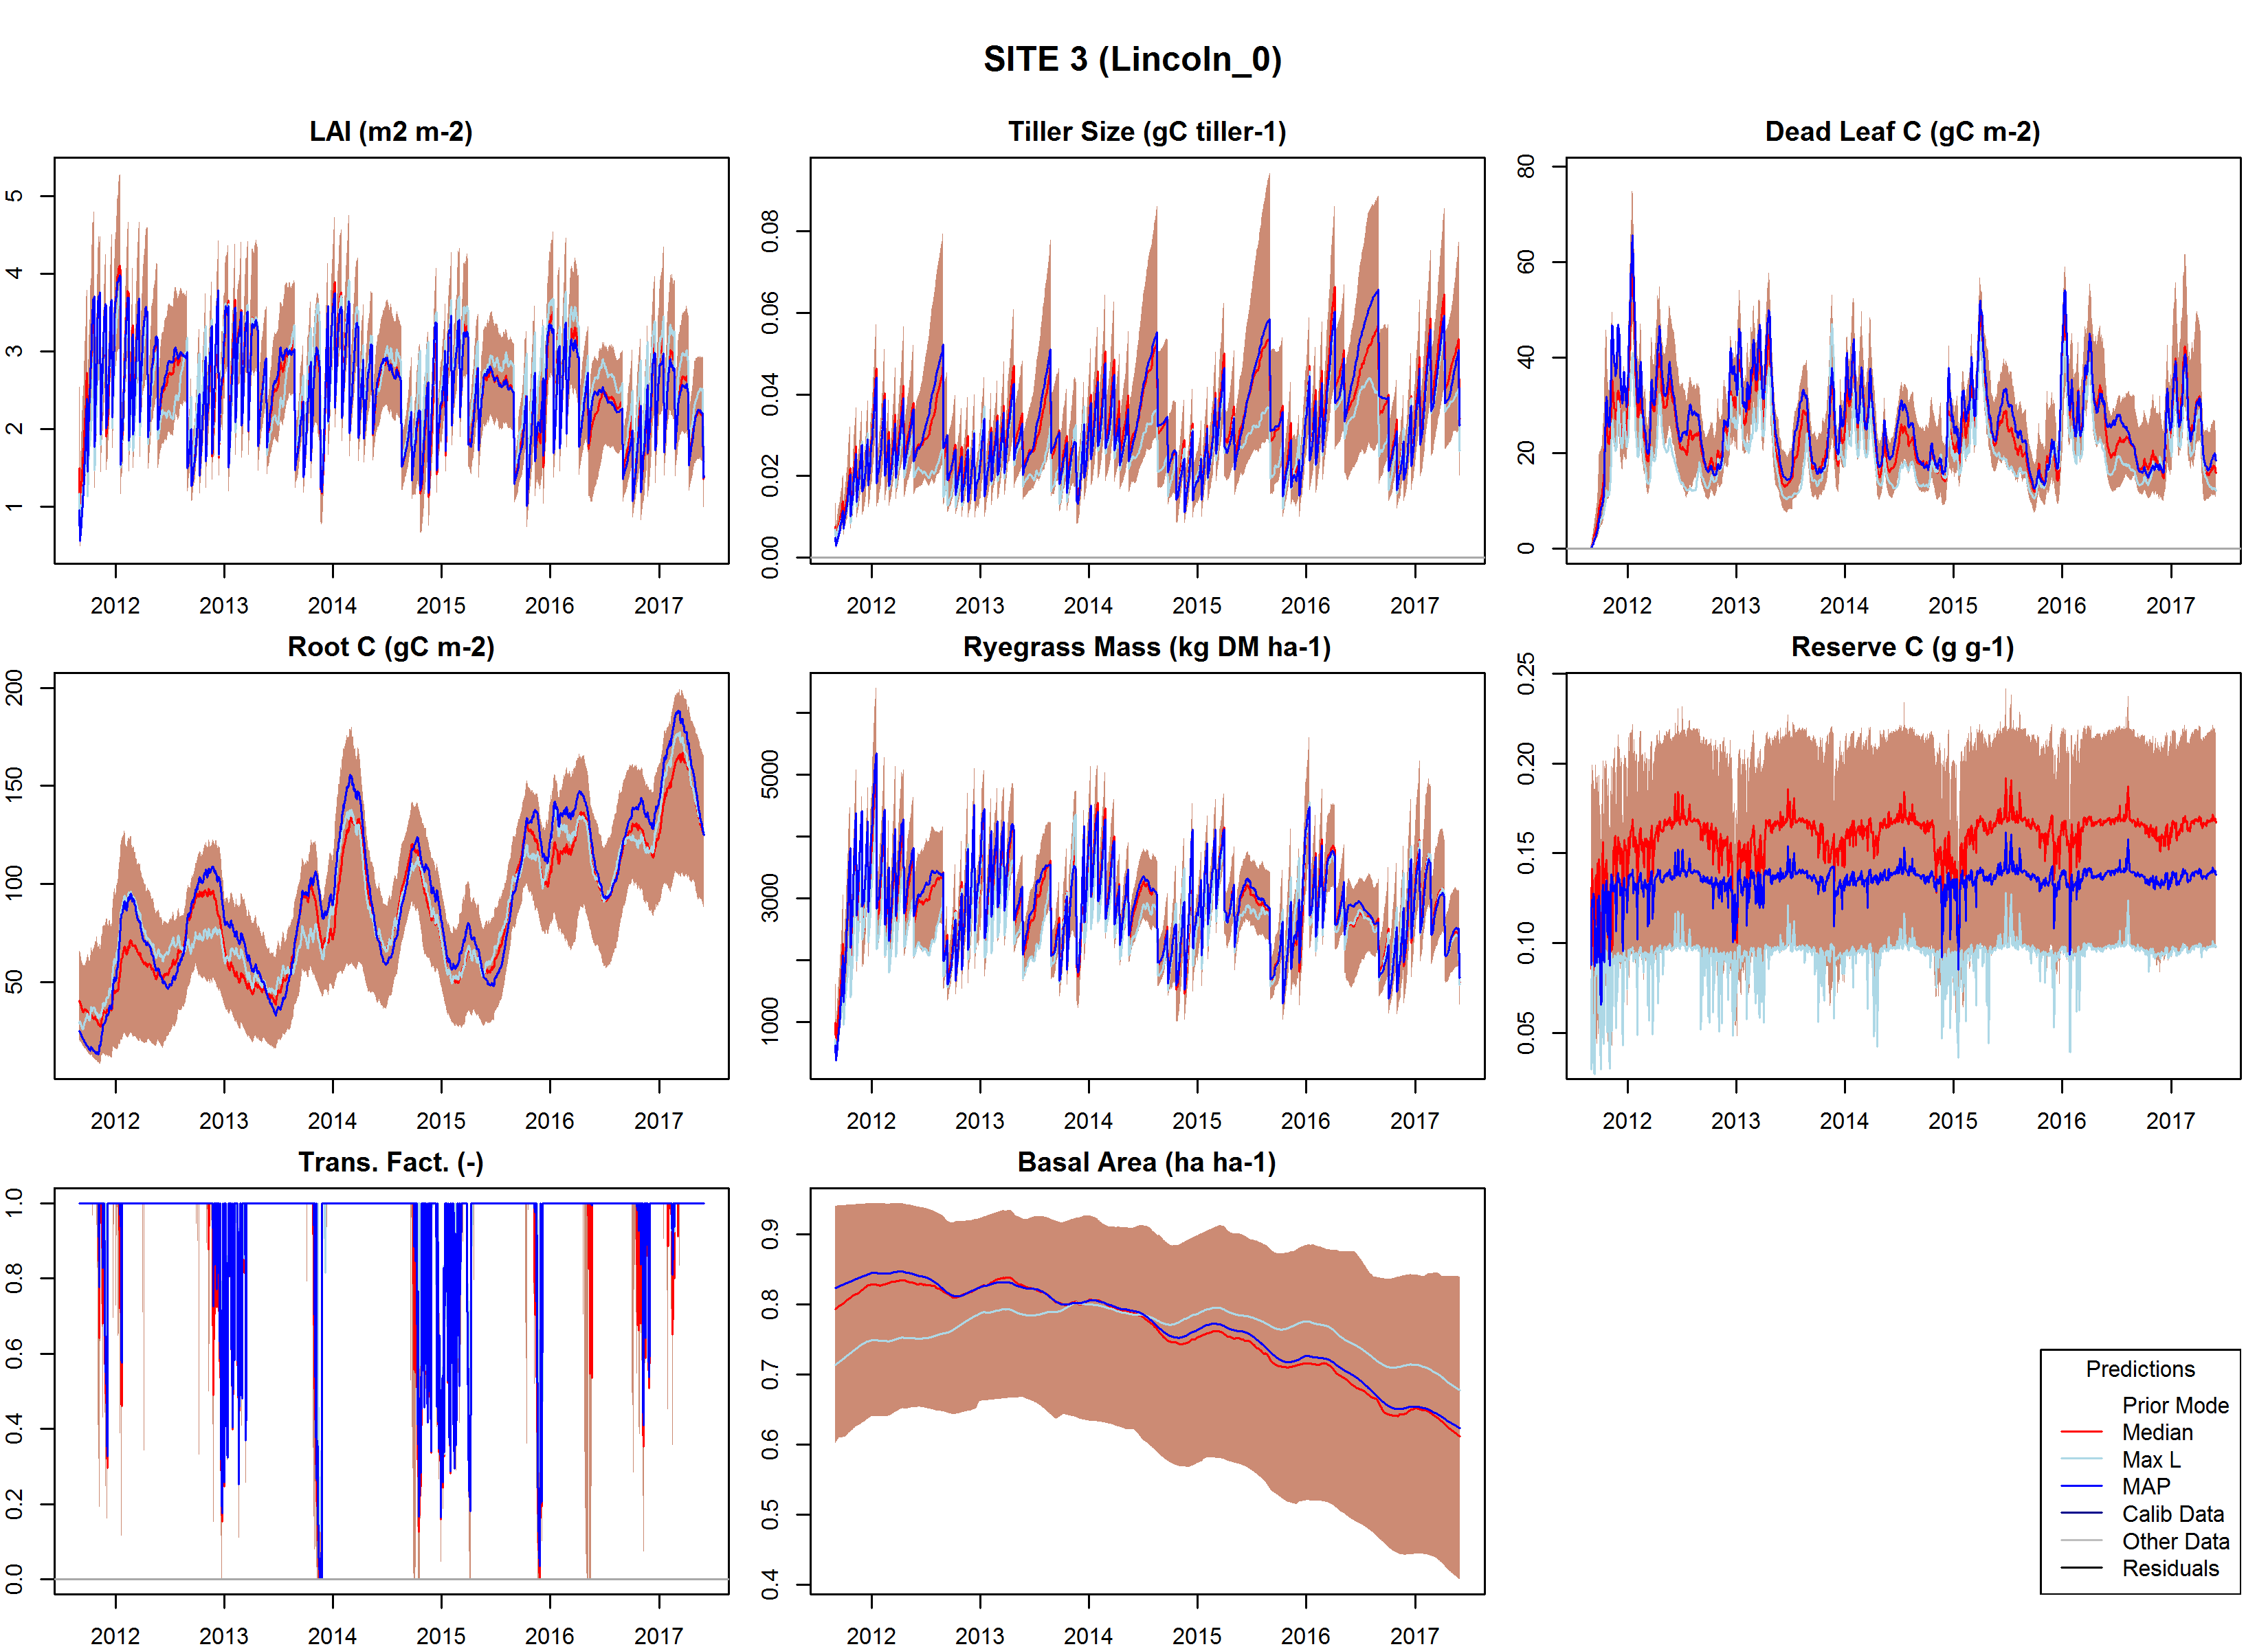 SITE 3 (Lincoln_0)
LAI (m2 m-2)
5
4
3
2
1
2012 2013 2014 2015 2016 2017
Tiller Size (gC tiller-1)
0.08
0.06
0.04
0.02
0.00
2012 2013 2014 2015 2016 2017
Dead Leaf C (gC m-2)
80
60
40
20
0
2012 2013 2014 2015 2016 2017
Root C (gC m-2)
200
150
100
50
2012 2013 2014 2015 2016 2017
Ryegrass Mass (kg DM ha-1)
5000
3000
1000
2012 2013 2014 2015 2016 2017
Reserve C (g g-1)
0.25
0.20
0.15
0.10
0.05
2012 2013 2014 2015 2016 2017
Trans. Fact. (-)
1.0
0.8
0.6
0.4
0.2
0.0
2012 2013 2014 2015 2016 2017
Basal Area (ha ha-1)
0.9
0.8
0.7
0.6
0.5
0.4
2012 2013 2014 2015 2016 2017
Predictions
Prior Mode
Median
Max L
MAP
Calib Data
Other Data
Residuals